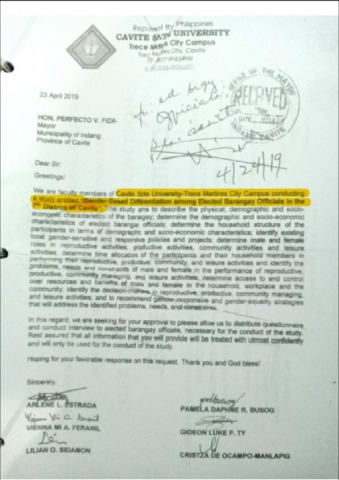 Republic of the Philippines
CAVITE STATE UNIVERSITY
Trece Martires City Campus
Trece Martires City, Cavite
23 April 2019
HON. PERFECTO V. FIDE
Mayor
Municipality of Indang
Province of Cavite
OFFICE OF THE MAYOR
RECEIVED
4/24/19
Dear Sir:
Greetings:
We are faculty members of Cavite State University-Trece Martires City Campus conducting
a study entitled "Gender-Based Differentiation among Elected Barangay Officials in the
District of Cavite". The study aims to describe the physical, demographic and socio-
economic characteristics of the baragay; determine the demographic and socio-economic
characteristics of elected barange officials; determine the household structure of the
participants in terms of demographic and socio-economic characteristics; identify existing
local gender-sensitive and responsive policies and projects; determine male and female
roles in reproductive activities, productive activities, community activities and leisure
activities; determine time allocation of the participants and their household members in
performing their reproductive, productive, community, and leisure activities and identify the
problems, needs and constraints of male and female in the performance of reproductive,
productive, community managing, and leisure activities; determine access to and control
over resources and benefits of male and female in the household, workplace and the
community; identify the decision-makers in reproductive, productive, community managing,
and leisure activities; and to recommend gender-responsive and gender-equality strategies
that will address the identified problems, needs, and constraints.
In this regard, we are seeking for your approval to please allow us to distribute questionnaire
and conduct interview to elected barangay officials, necessary for the conduct of the study.
Rest assured that all information that you will provide will be treated with utmost confidently
and will only be used for the conduct of the study.
Hoping for your favorable response on this request. Thank you and God bless!
Sincerely,
ARLENE L. ESTRADA
PAMELA DAPHNE R. BUSOG
VIENNA MI A. FERANIL
GIDEON LUKE P. TY
LILIAN O. SIDAMON
CRISTZA DE OCAMPO-MANLAPIG